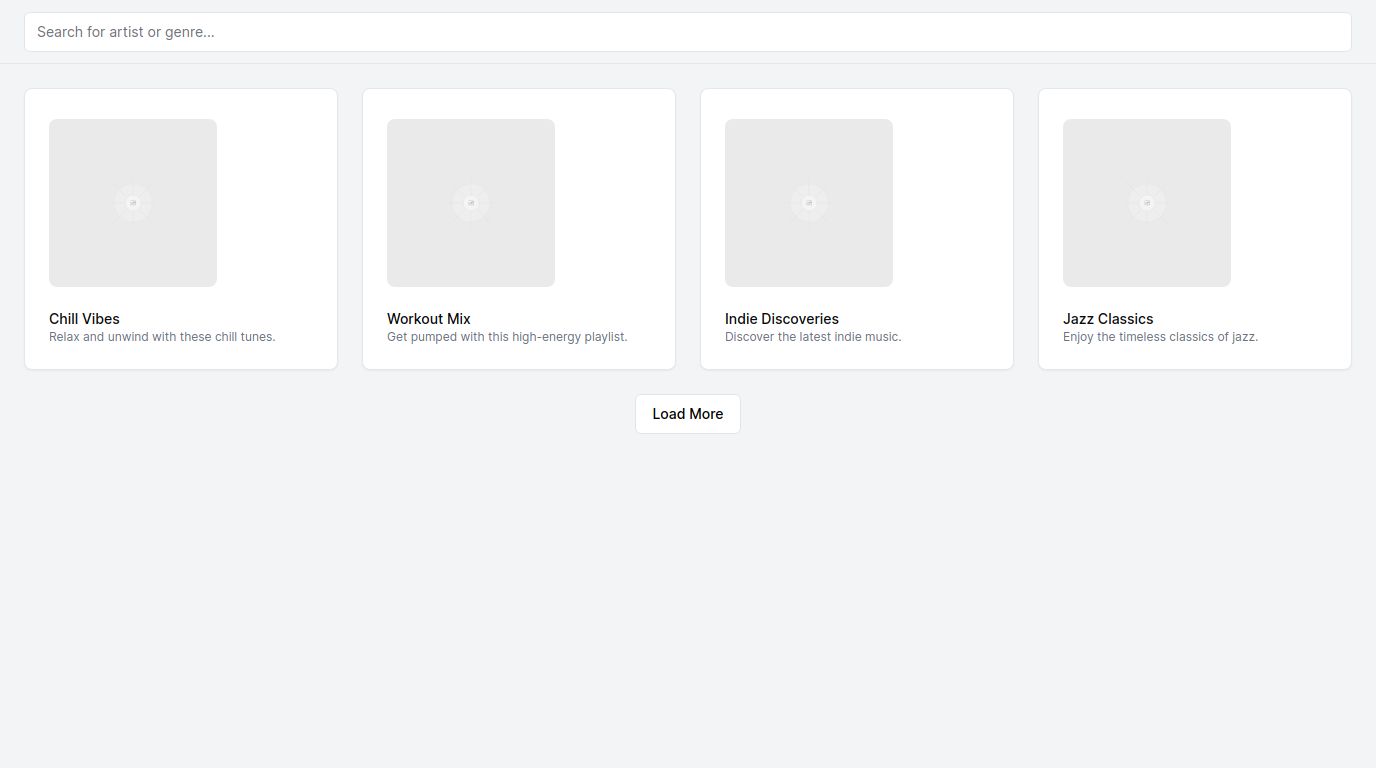 Search for artist or genre...
Chill Vibes
Relax and unwind with these chill tunes.
Workout Mix
Get pumped with this high-energy playlist.
Indie Discoveries
Discover the latest indie music.
Jazz Classics
Enjoy the timeless classics of jazz.
Load More